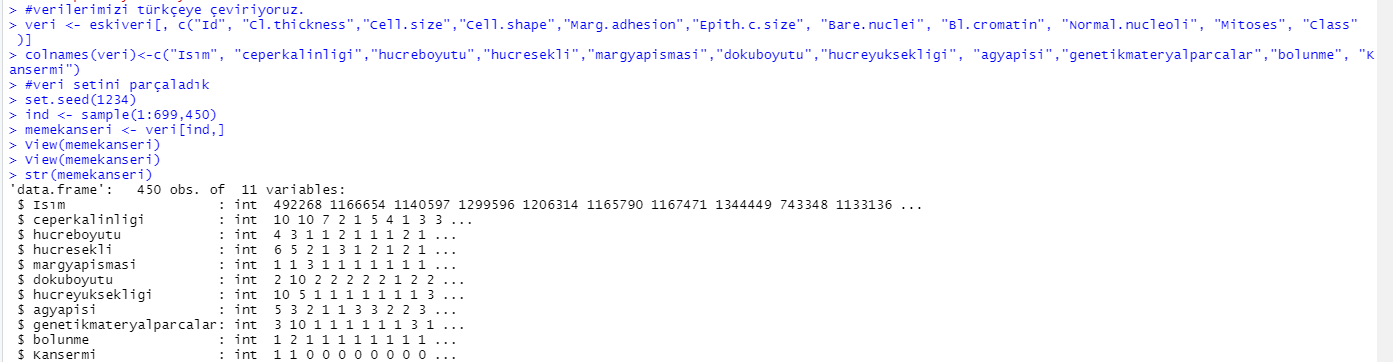 > #verilerimizi türkçeye çeviriyoruz.
> veri <- eskiveri[, c("Id", "Cl.thickness","Cell.size","Cell.shape","Marg.adhesion","Epith.c.size", "Bare.nuclei", "Bl.cromatin", "Normal.nucleoli", "Mitoses", "Class"
)]
> colnames(veri)<-c("Isım", "ceperkalinligi","hucreboyutu","hucresekli","margyapismasi","dokuboyutu","hucreyuksekligi", "agyapisi","genetikmateryalparcalar","bolunme", "K
ansermi")
> #veri setini parçaladık
> set.seed(1234)
> ind <- sample(1:699,450)
> memekanseri <- veri[ind,]
> View(memekanseri)
> View(memekanseri)
> str(memekanseri)
'data.frame':   450 obs. of  11 variables:
 $ Isım                   : int  492268 1166654 1140597 1299596 1206314 1165790 1167471 1344449 743348 1133136 ...
 $ ceperkalinligi         : int  10 10 7 2 1 5 4 1 3 3 ...
 $ hucreboyutu            : int  4 3 1 1 2 1 1 1 2 1 ...
 $ hucresekli             : int  6 5 2 1 3 1 2 1 2 1 ...
 $ margyapismasi          : int  1 1 3 1 1 1 1 1 1 1 ...
 $ dokuboyutu             : int  2 10 2 2 2 2 2 1 2 2 ...
 $ hucreyuksekligi        : int  10 5 1 1 1 1 1 1 1 3 ...
 $ agyapisi               : int  5 3 2 1 1 3 3 2 2 3 ...
 $ genetikmateryalparcalar: int  3 10 1 1 1 1 1 1 3 1 ...
 $ bolunme                : int  1 2 1 1 1 1 1 1 1 1 ...
 $ Kansermi               : int  1 1 0 0 0 0 0 0 0 0 ...